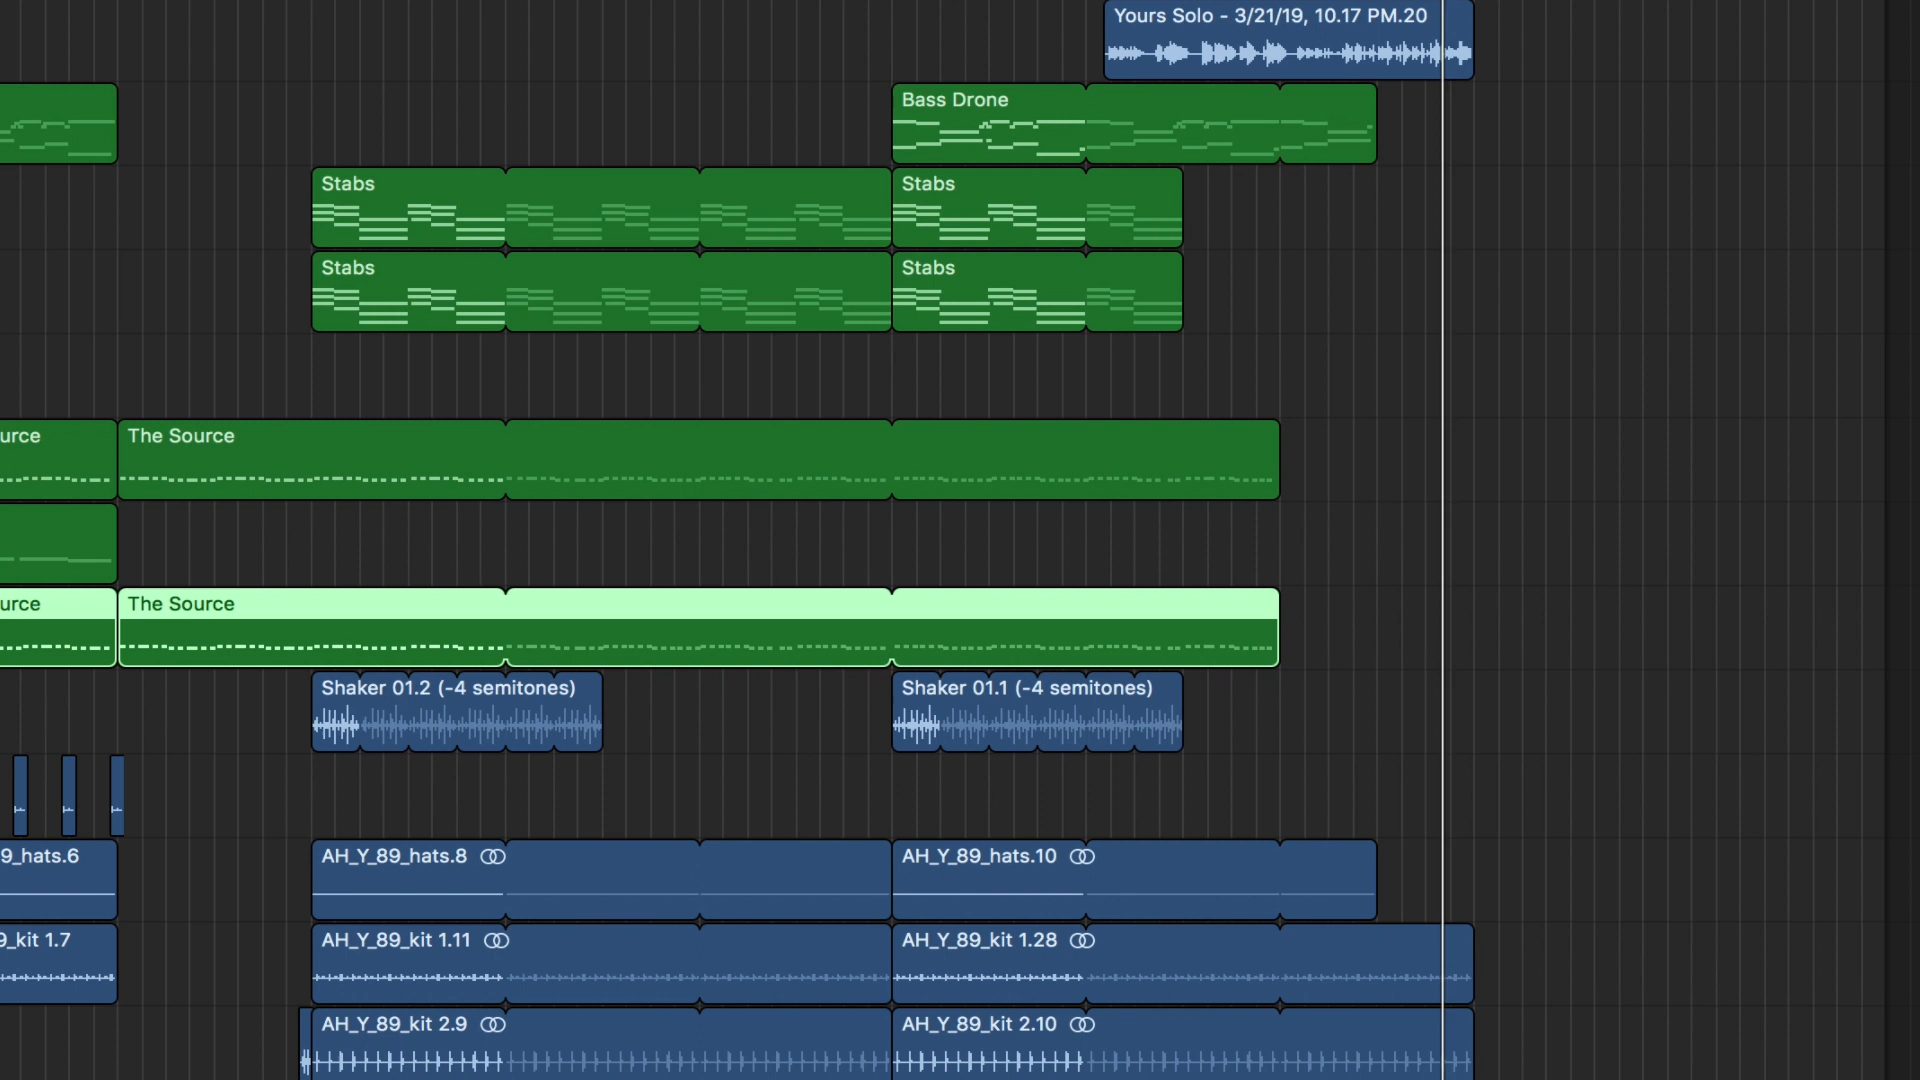 Yours Solo - 3/21/19, 10.17 PM.20
Bass Drone
Stabs
Stabs
Stabs
Stabs
urce
The Source
urce
The Source
Shaker 01.2 (-4 semitones)
Shaker 01.1 (-4 semitones)
9_hats.6
AH_Y_89_hats.8
AH_Y_89_hats.10
9_kit 1.7
AH_Y_89_kit 1.11
AH_Y_89_kit 1.28
AH_Y_89_kit 2.9
AH_Y_89_kit 2.10